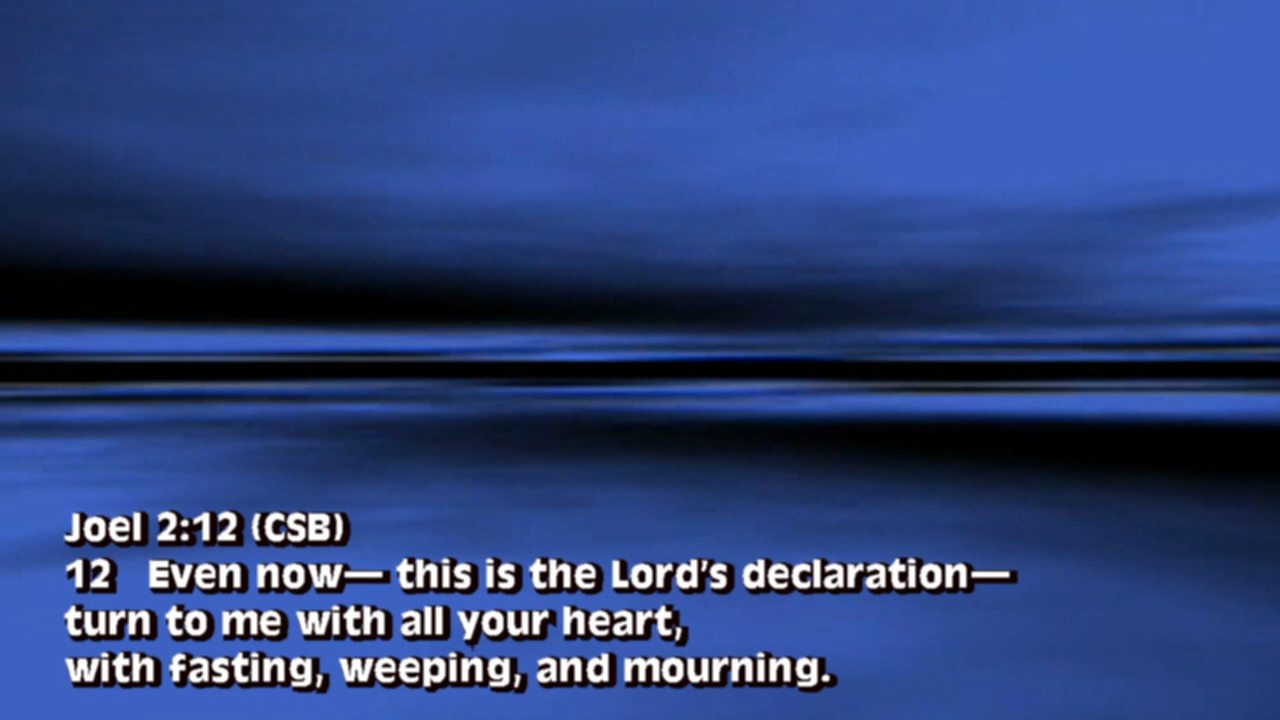 Joel 2:12 (CSB)
12 Even now— this is the Lord's declaration—
turn to me with all your heart,
with fasting, weeping, and mourning.